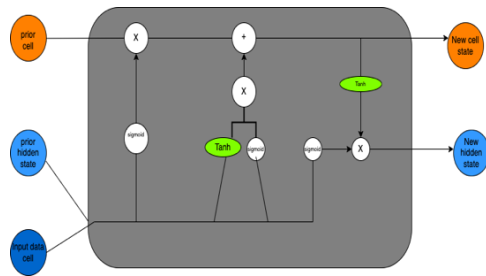 prior
cell
X
+
New cell
state
Tanh
X
sigmoid
prior
hidden
state
Tanh
sigmoid
sigmoid
X
New
hidden
state
Input data
cell